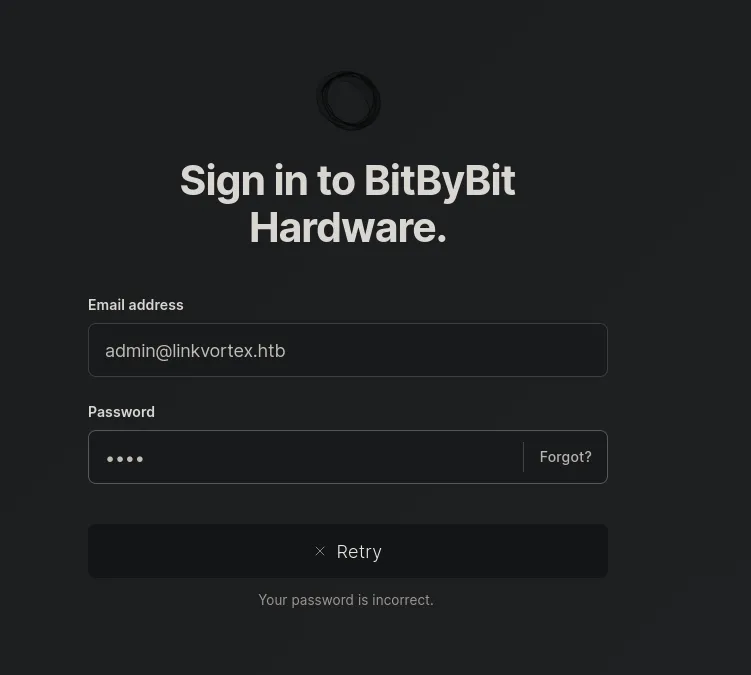 Sign in to BitByBit
Hardware.
Email address
admin@linkvortex.htb
Password
••••
Forgot?
Retry
Your password is incorrect.